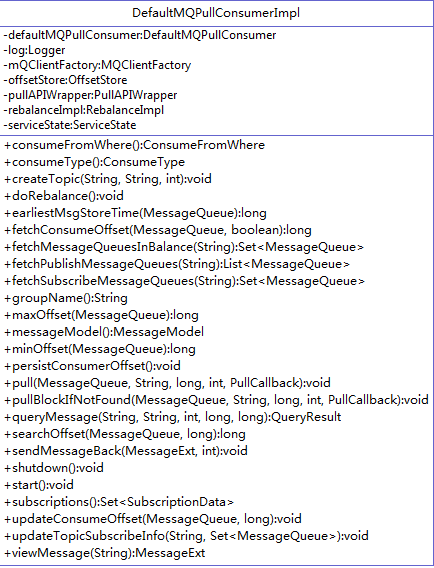 DefaultMQPullConsumerImpl
-defaultMQPullConsumer:DefaultMQPullConsumer
-log:Logger
-mQClientFactory:MQClientFactory
-offsetStore:OffsetStore
-pullAPIWrapper:PullAPIWrapper
-rebalanceImpl:RebalanceImpl
-serviceState:ServiceState
+consumeFromWhere():ConsumeFromWhere
+consumeType():ConsumeType
+createTopic(String, String, int):void
+doRebalance():void
+earliestMsgStoreTime(MessageQueue):long
+fetchConsumeOffset(MessageQueue, boolean):long
+fetchMessageQueuesInBalance(String):Set<MessageQueue>
+fetchPublishMessageQueues(String):List<MessageQueue>
+fetchSubscribeMessageQueues(String):Set<MessageQueue>
+groupName():String
+maxOffset(MessageQueue):long
+messageModel():MessageModel
+minOffset(MessageQueue):long
+persistConsumerOffset():void
+pull(MessageQueue, String, long, int, PullCallback):void
+pullBlockIfNotFound(MessageQueue, String, long, int, PullCallback):void
+queryMessage(String, String, int, long, long):QueryResult
+searchOffset(MessageQueue, long):long
+sendMessageBack(MessageExt, int):void
+shutdown():void
+start():void
+subscriptions():Set<SubscriptionData>
+updateConsumeOffset(MessageQueue, long):void
+updateTopicSubscribeInfo(String, Set<MessageQueue>):void
+viewMessage(String):MessageExt